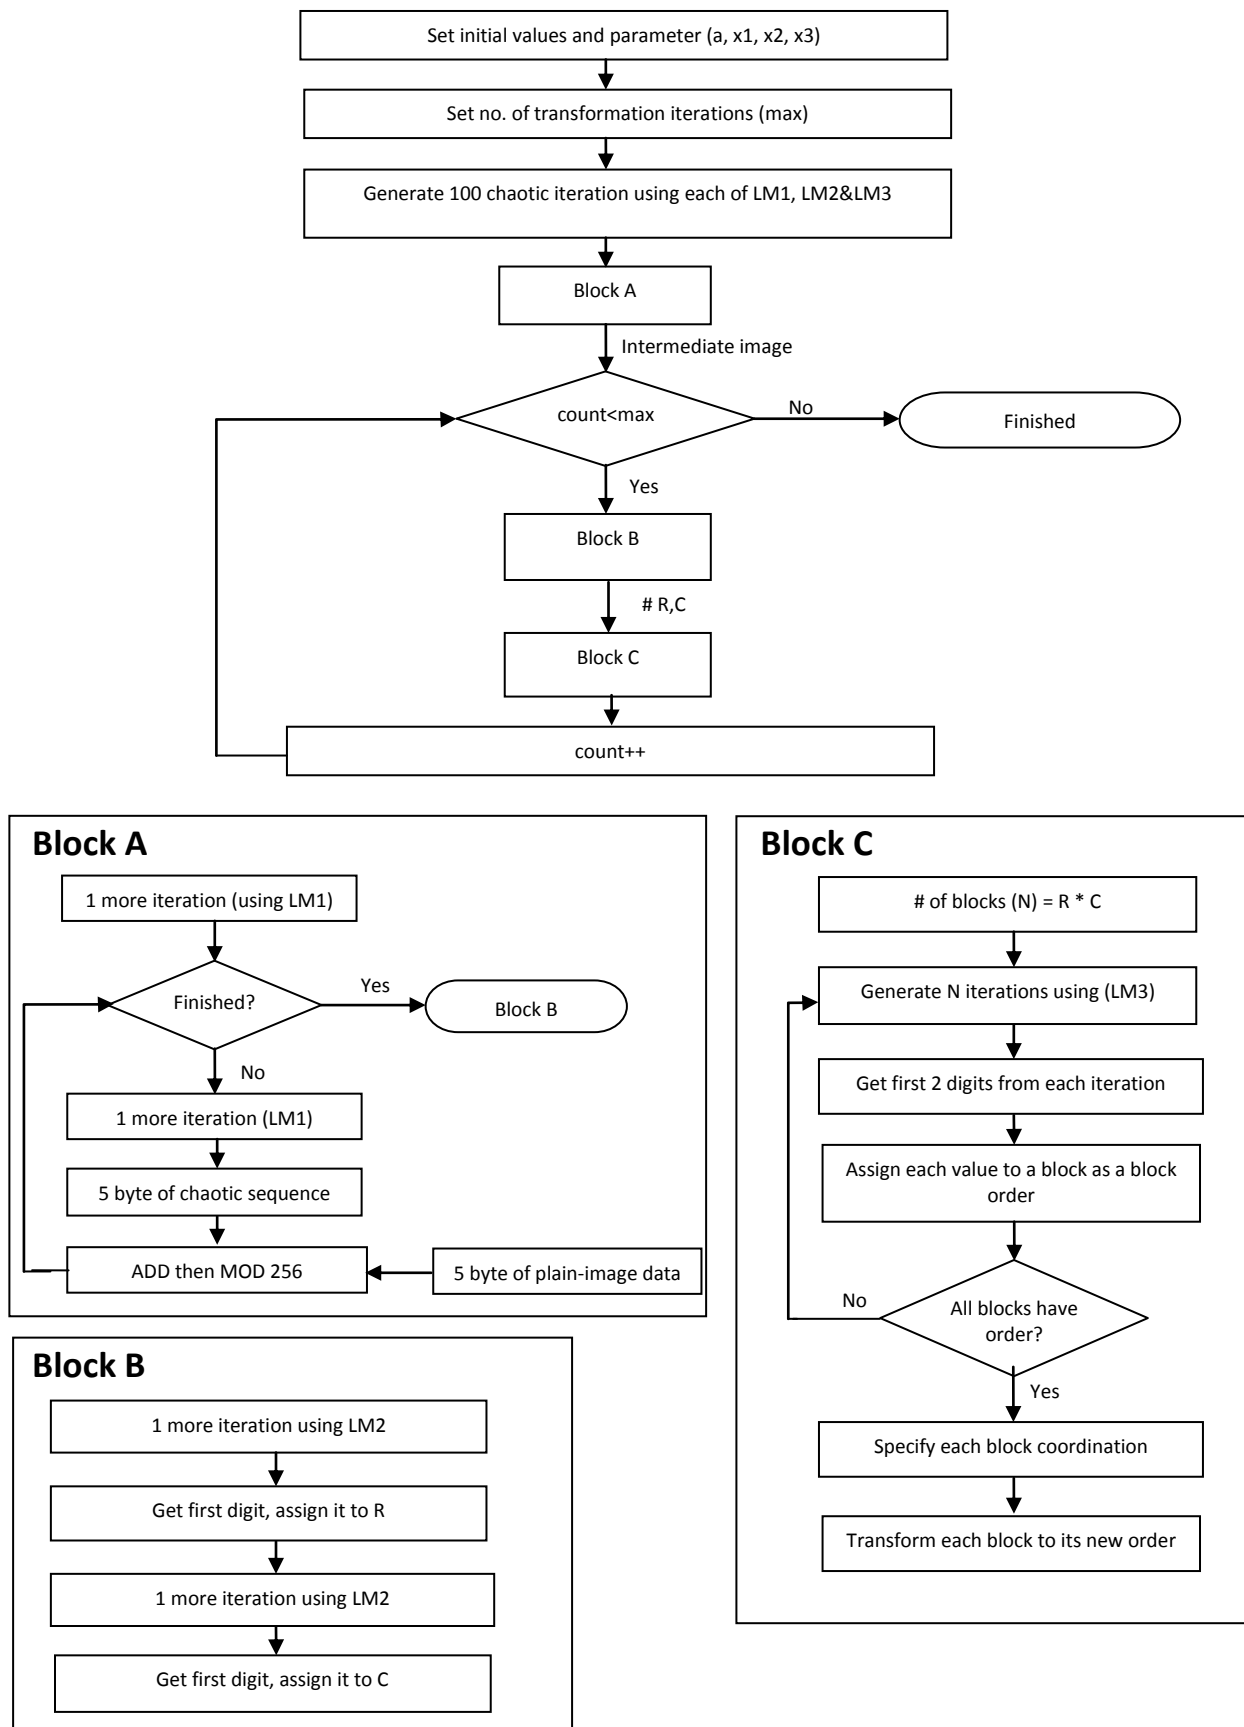 Set initial values and parameter (a, x1, x2, x3)
Set no. of transformation iterations (max)
Generate 100 chaotic iteration using each of LM1, LM2&LM3
Block A
Intermediate image
count<max
No
Finished
Yes
Block B
# R,C
Block C
count++
Block A
1 more iteration (using LM1)
Finished?
Yes
Block B
No
1 more iteration (LM1)
5 byte of chaotic sequence
ADD then MOD 256
5 byte of plain-image data
Block B
1 more iteration using LM2
Get first digit, assign it to R
1 more iteration using LM2
Get first digit, assign it to C
Block C
# of blocks (N) = R * C
Generate N iterations using (LM3)
Get first 2 digits from each iteration
Assign each value to a block as a block
order
All blocks have
order?
No
Yes
Specify each block coordination
Transform each block to its new order